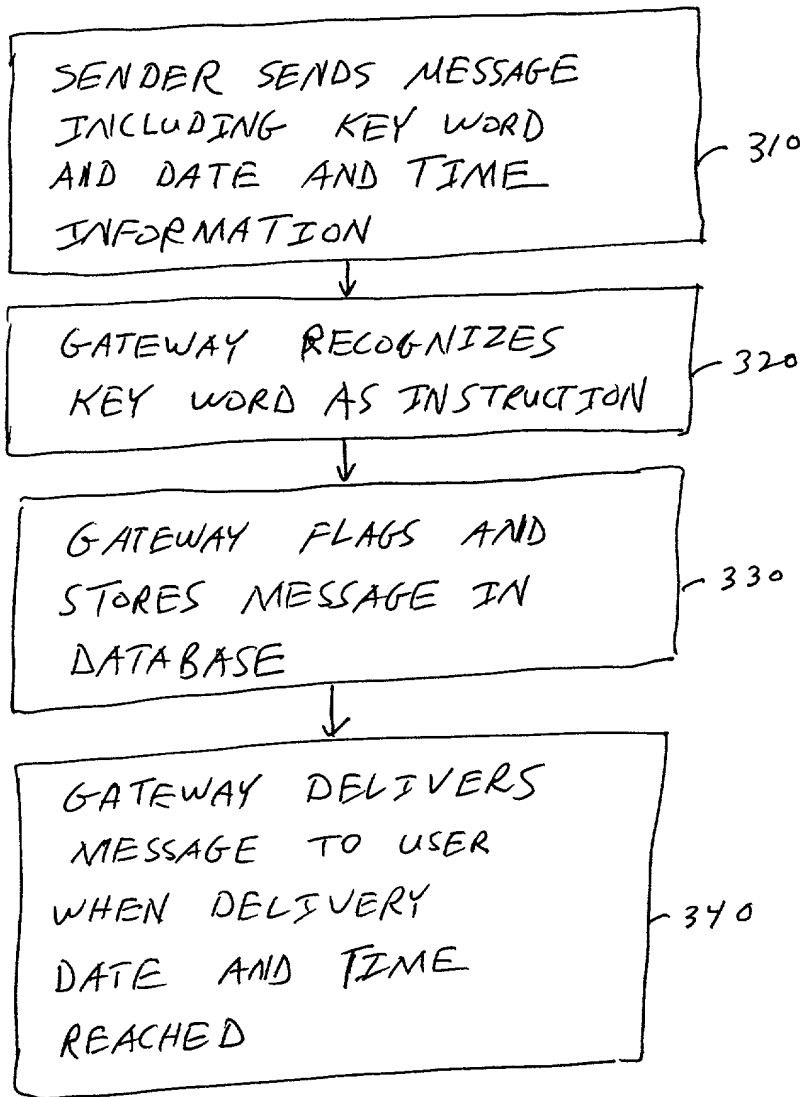 SENDER SENDS MESSAGE
INCLUDING KEY WORD
AND DATE AND TIME
INFORMATION
310
GATEWAY RECOGNIZES
KEY WORD AS INSTRUCTION
320
GATEWAY FLAGS AND
STORES MESSAGE IN
DATABASE
330
GATEWAY DELIVERS
MESSAGE TO USER
WHEN DELIVERY
DATE AND TIME
REACHED
340